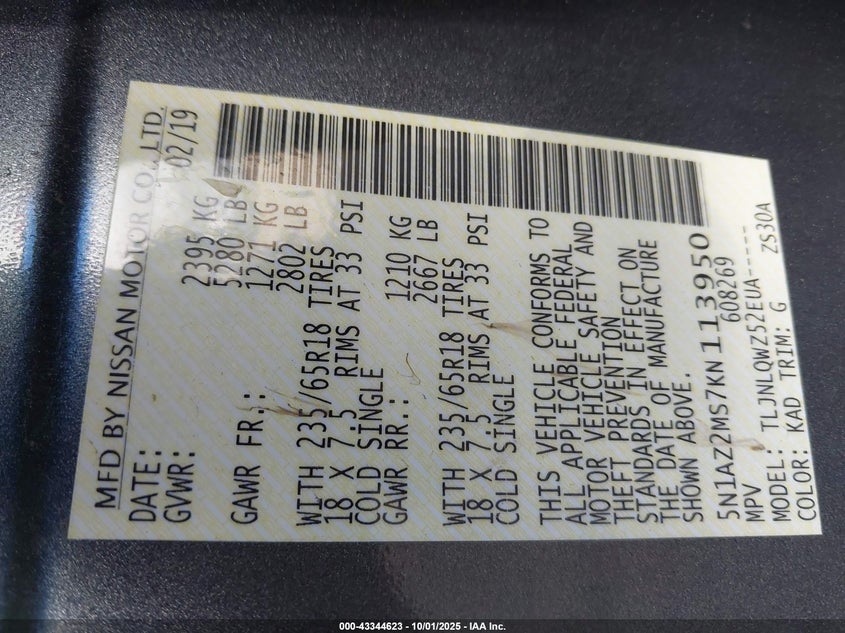 MFD BY NISSAN MOTOR CO., LTD.
DATE: 02/19
GVWR: 2395 KG
5280 LB
GAWR FR.: 1271 KG
2802 LB
WITH 235/65R18 TIRES
18 X 7.5 RIMS AT 33 PSI
COLD SINGLE
GAWR RR.: 1210 KG
2667 LB
WITH 235/65R18 TIRES
18 X 7.5 RIMS AT 33 PSI
COLD SINGLE
THIS VEHICLE CONFORMS TO
ALL APPLICABLE FEDERAL
MOTOR VEHICLE SAFETY AND
THEFT PREVENTION
STANDARDS IN EFFECT ON
THE DATE OF MANUFACTURE
SHOWN ABOVE.
5N1AZ2MS7KN113950
MPV 608269
MODEL: TLJNLQWZ52EUA-----
COLOR: KAD TRIM: G ZS30A
000-43344623 - 10/01/2025 - IAA Inc.